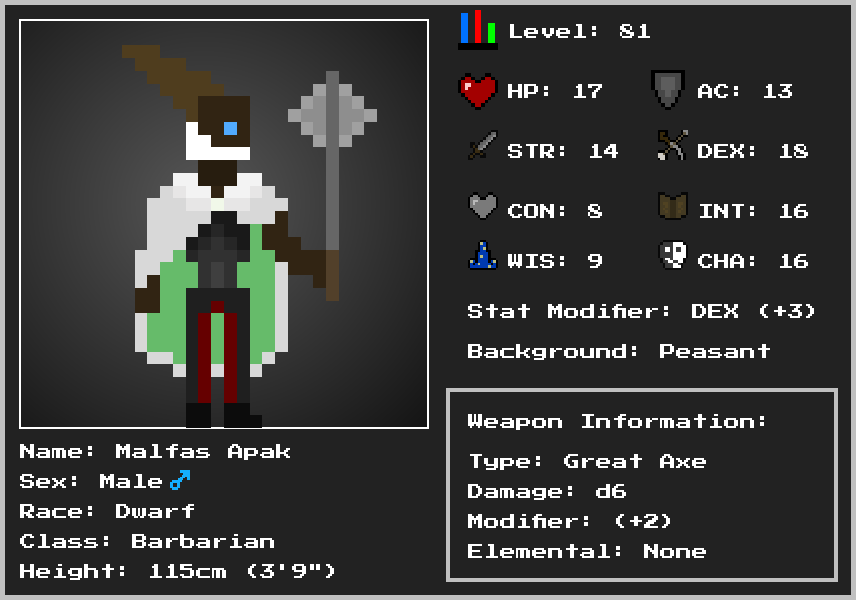 Level: 81
HP: 17
AC: 13
STR: 14
DEX: 18
CON: 8
INT: 16
WIS: 9
CHA: 16
Stat Modifier: DEX (+3)
Background: Peasant
Weapon Information:
Type: Great Axe
Damage: d6
Modifier: (+2)
Elemental: None
Name: Malfas Apak
Sex: Male ♂
Race: Dwarf
Class: Barbarian
Height: 115cm (3'9")